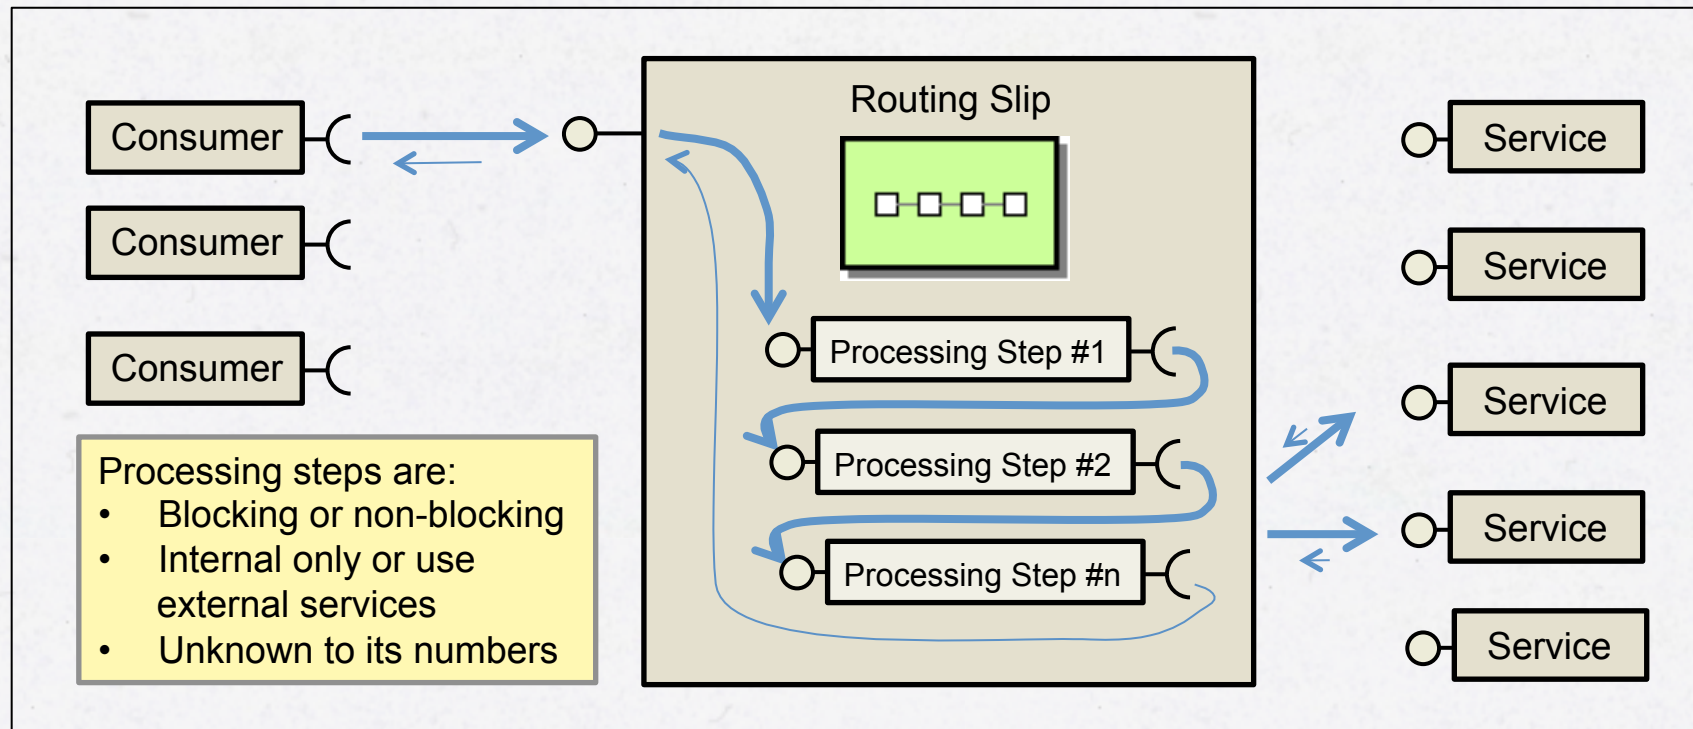 Consumer
Consumer
Consumer
Processing steps are:
• Blocking or non-blocking
• Internal only or use
external services
• Unknown to its numbers
Routing Slip
Processing Step #1
Processing Step #2
Processing Step #n
Service
Service
Service
Service
Service